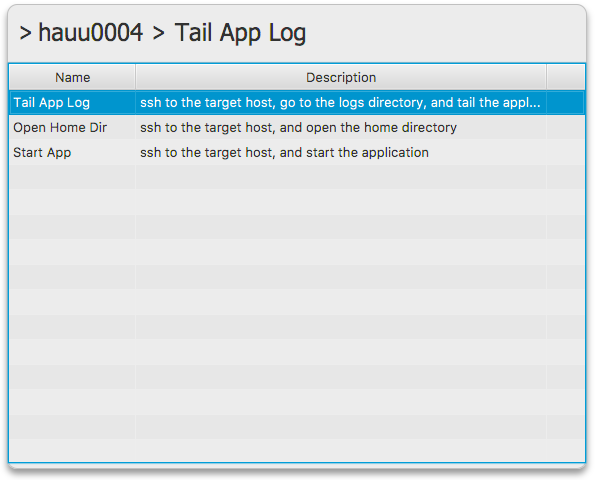 > hauu0004 > Tail App Log
Name Description
Tail App Log ssh to the target host, go to the logs directory, and tail the appl...
Open Home Dir ssh to the target host, and open the home directory
Start App ssh to the target host, and start the application